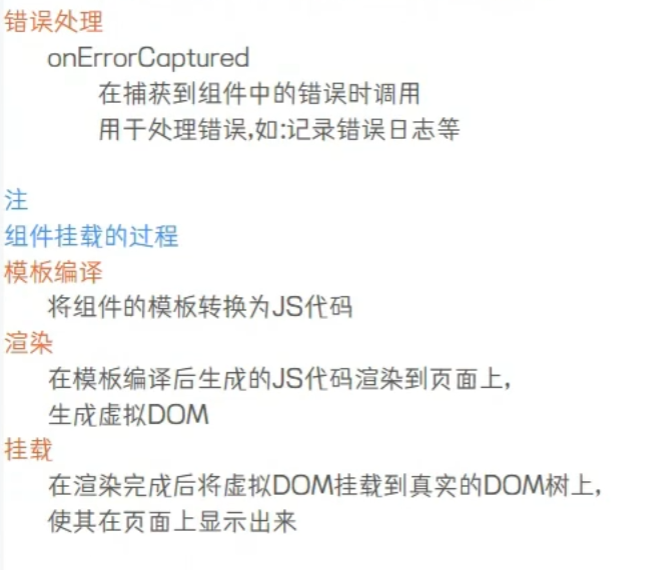 错误处理
onErrorCaptured
在捕获到组件中的错误时调用
用于处理错误,如:记录错误日志等
注
组件挂载的过程
模板编译
将组件的模板转换为JS代码
渲染
在模板编译后生成的JS代码渲染到页面上,
生成虚拟DOM
挂载
在渲染完成后将虚拟DOM挂载到真实的DOM树上,
使其在页面上显示出来